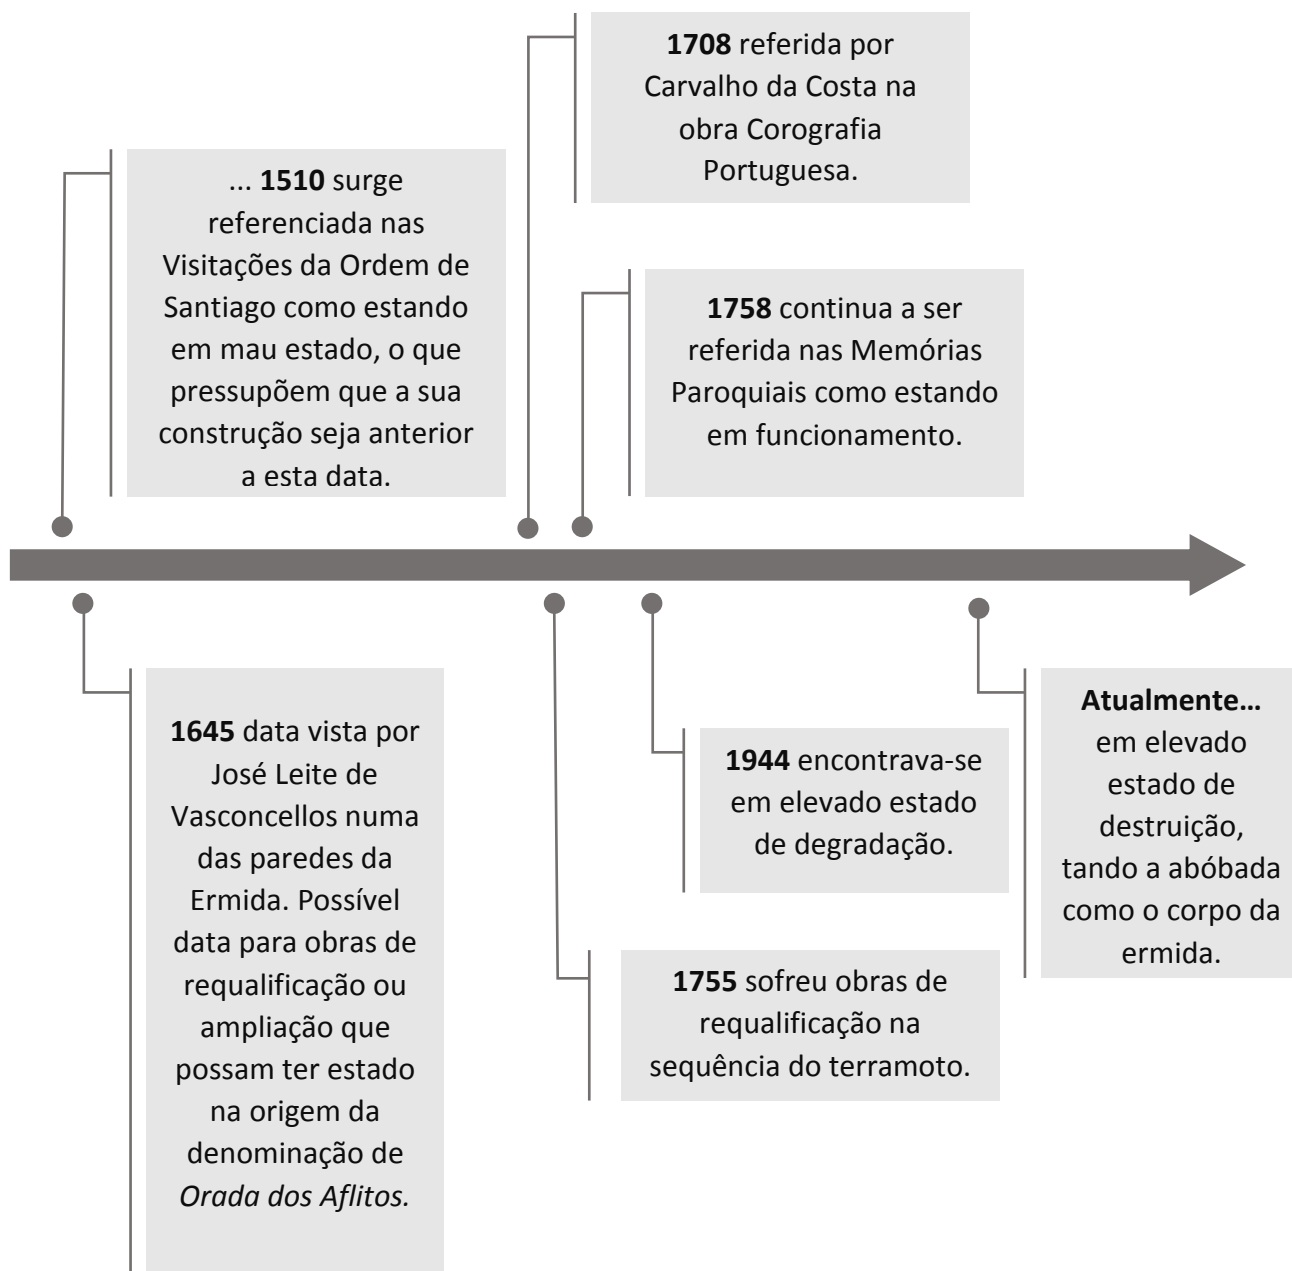 1708 referida por
Carvalho da Costa na
obra Corografia
Portuguesa.
... 1510 surge
referenciada nas
Visitações da Ordem de
Santiago como estando
em mau estado, o que
pressupõem que a sua
construção seja anterior
a esta data.
1758 continua a ser
referida nas Memórias
Paroquiais como estando
em funcionamento.
1645 data vista por
José Leite de
Vasconcellos numa
das paredes da
Ermida. Possível
data para obras de
requalificação ou
ampliação que
possam ter estado
na origem da
denominação de
Orada dos Aflitos.
1944 encontrava-se
em elevado estado
de degradação.
Atualmente...
em elevado
estado de
destruição,
tando a abóbada
como o corpo da
ermida.
1755 sofreu obras de
requalificação na
sequência do terramoto.